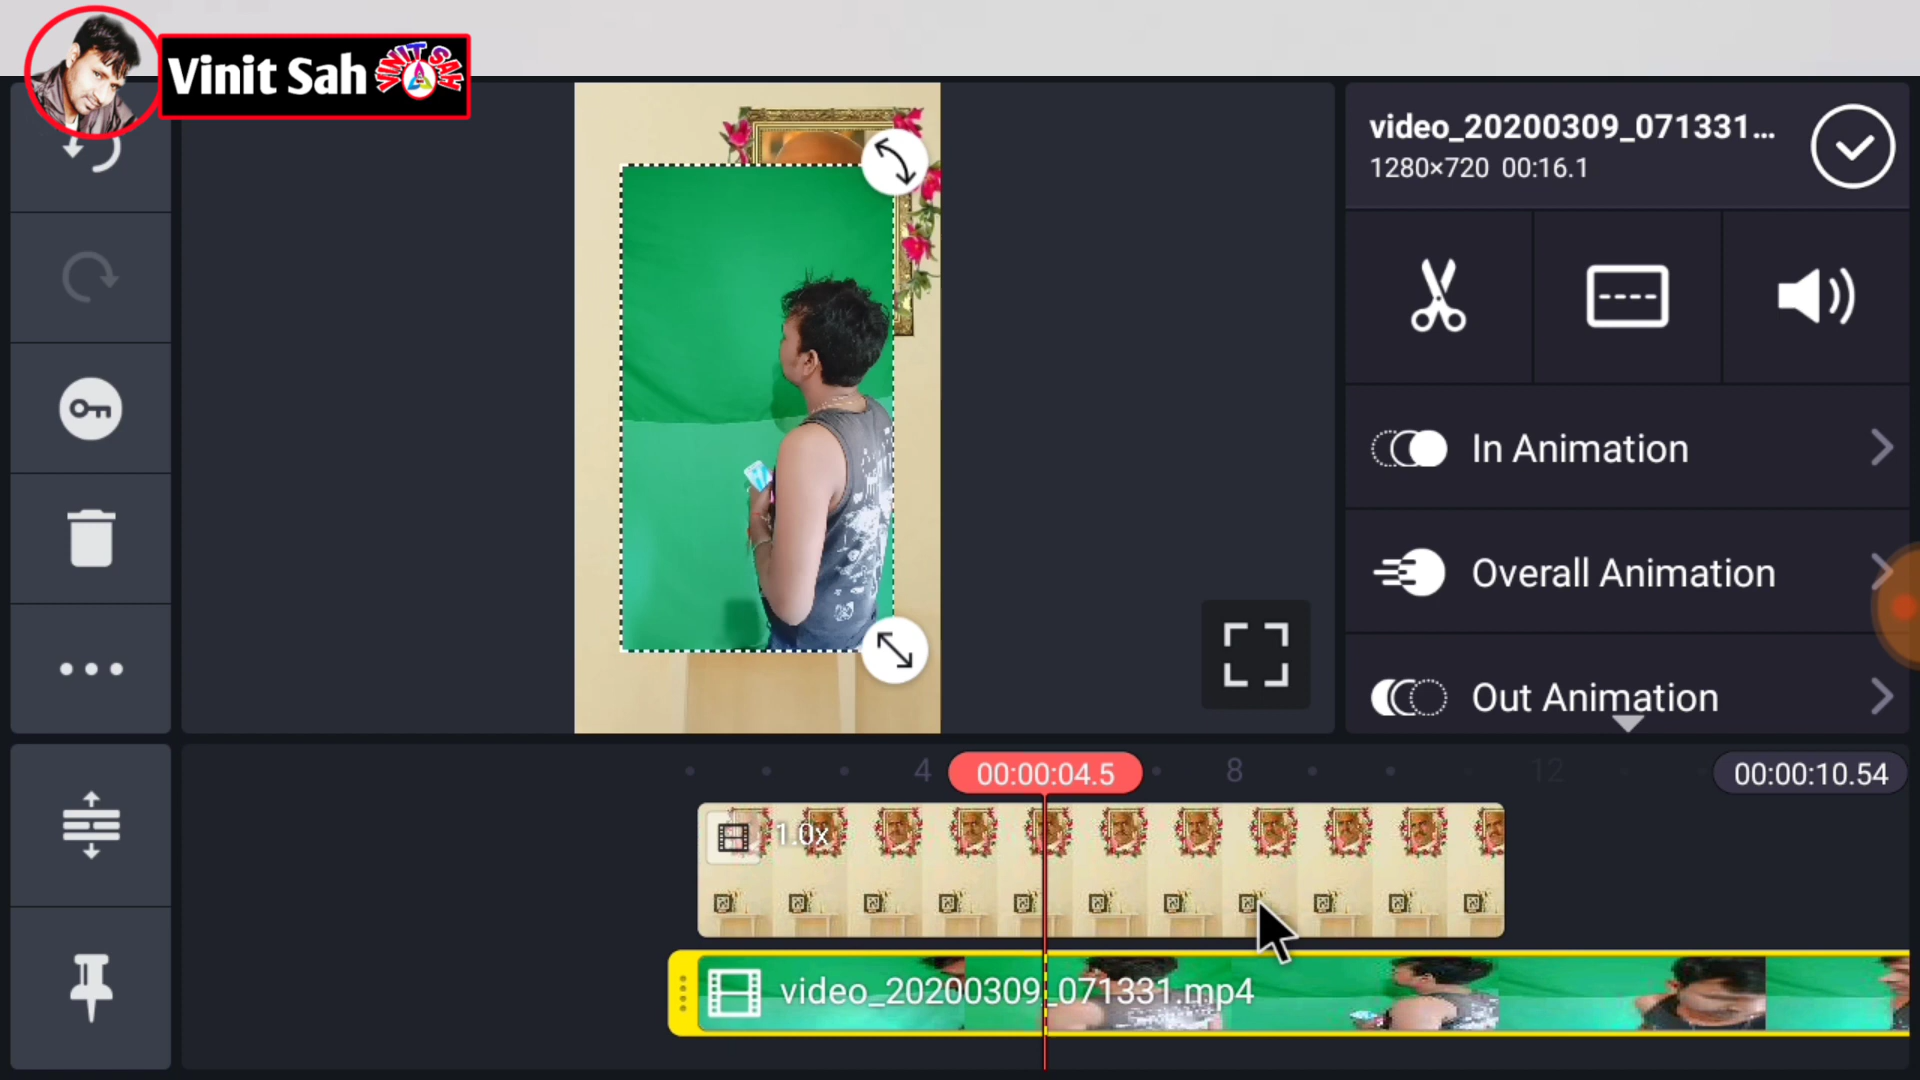 Vinit Sah VINIT SAH
video_20200309_071331...
1280×720 00:16.1
In Animation
Overall Animation
Out Animation
4
00:00:04.5
8
12
00:00:10.54
1.0x
video_20200309_071331.mp4